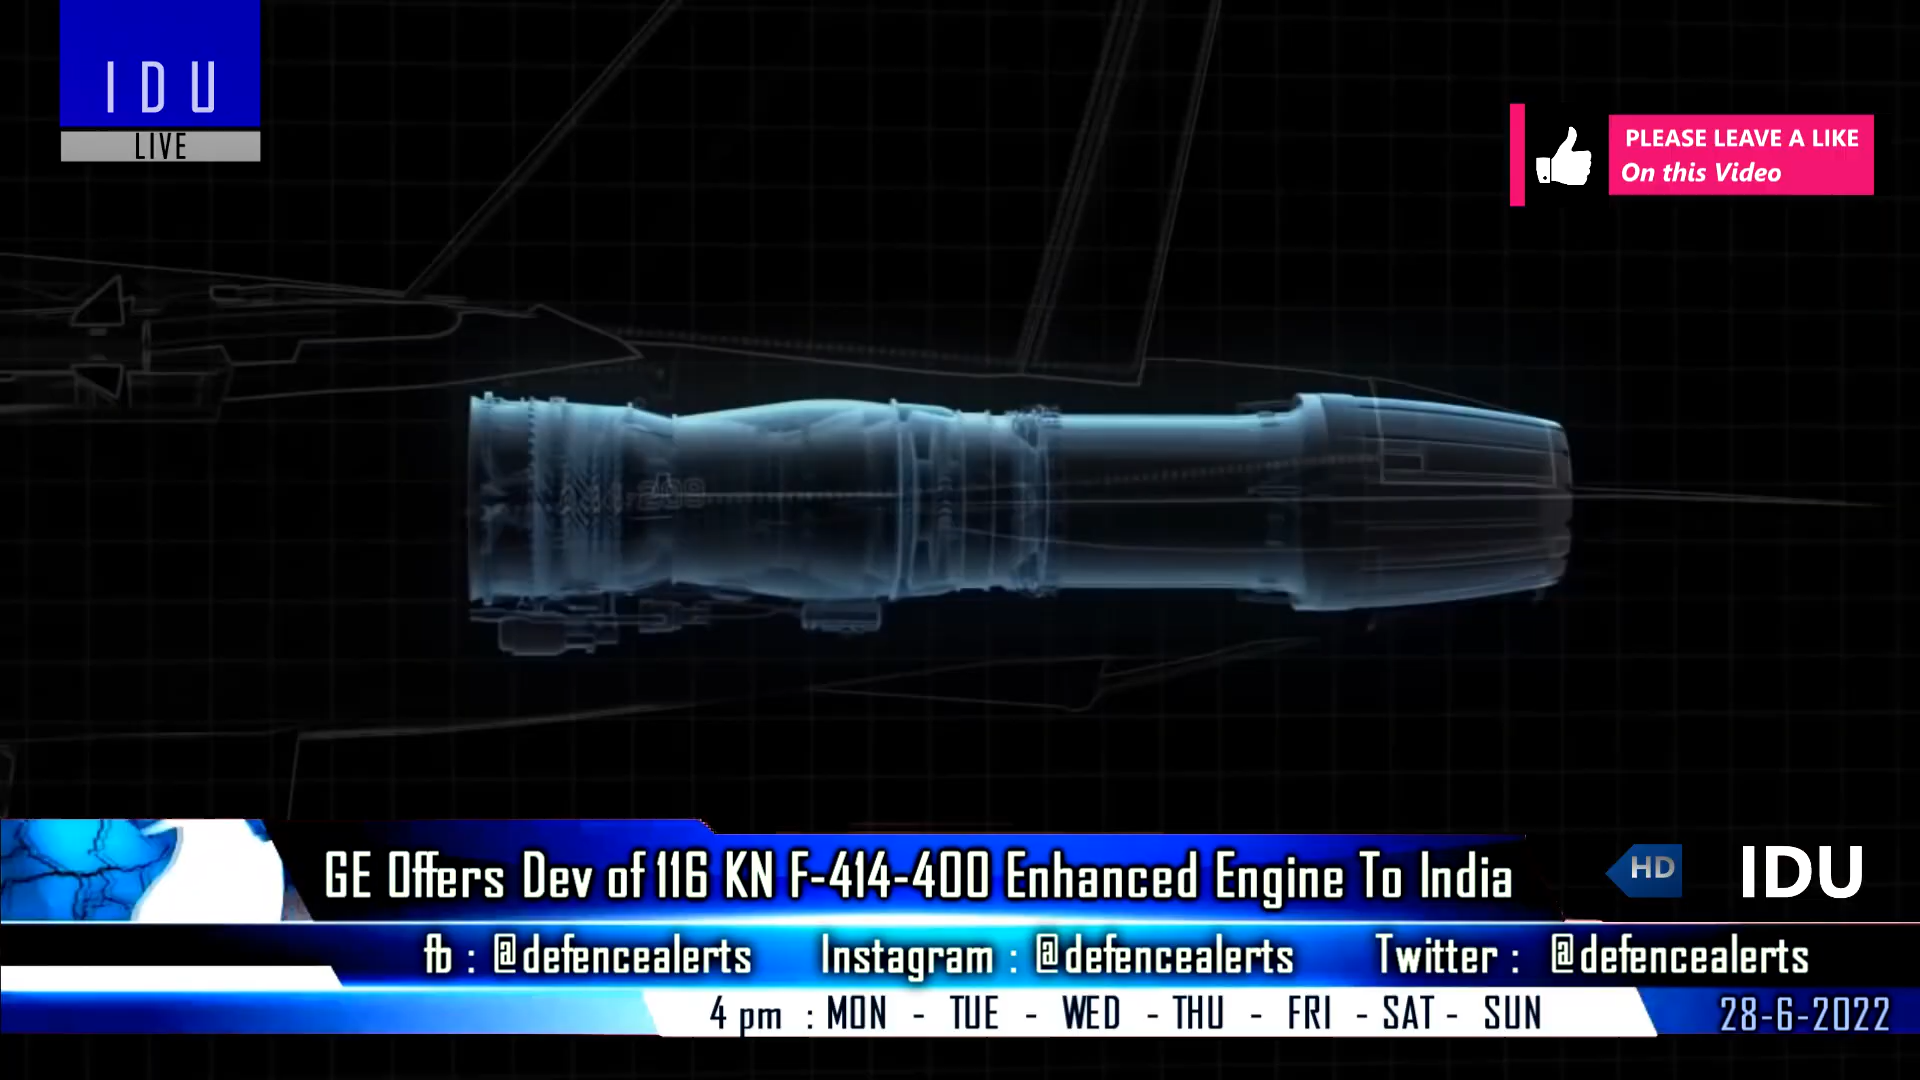 IDU
LIVE
PLEASE LEAVE A LIKE
On this Video
GE Offers Dev of 116 KN F-414-400 Enhanced Engine To India
HD
IDU
fb : @defencealerts Instagram : @defencealerts Twitter : @defencealerts
4 pm : MON - TUE - WED - THU - FRI - SAT - SUN
28-6-2022